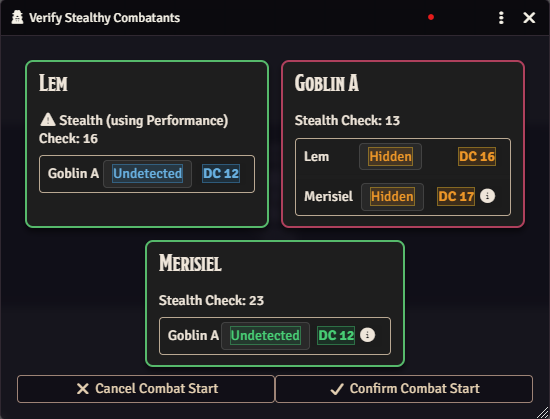 Verify Stealthy Combatants
Lem
Stealth (using Performance)
Check: 16
Goblin A Undetected DC 12
Goblin A
Stealth Check: 13
Lem Hidden DC 16
Merisiel Hidden DC 17
Merisiel
Stealth Check: 23
Goblin A Undetected DC 12
Cancel Combat Start
Confirm Combat Start